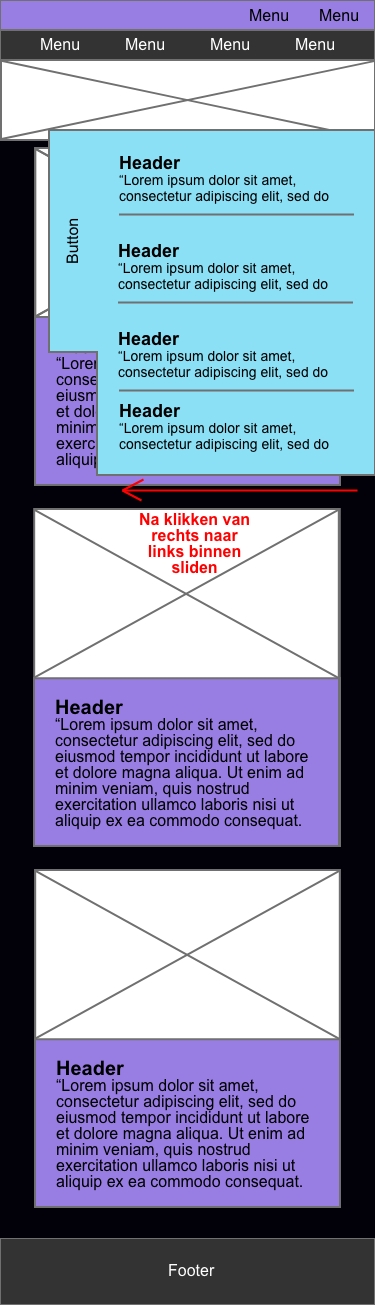 Menu Menu
Menu Menu Menu Menu
Button
Header
“Lorem ipsum dolor sit amet,
consectetur adipiscing elit, sed do
Header
“Lorem ipsum dolor sit amet,
consectetur adipiscing elit, sed do
Header
“Lorem ipsum dolor sit amet,
consectetur adipiscing elit, sed do
Header
“Lorem ipsum dolor sit amet,
consectetur adipiscing elit, sed do
“Lorem
conse
eiusm
et dol
minim
exerc
aliquip
Na klikken van
rechts naar
links binnen
sliden
Header
“Lorem ipsum dolor sit amet,
consectetur adipiscing elit, sed do
eiusmod tempor incididunt ut labore
et dolore magna aliqua. Ut enim ad
minim veniam, quis nostrud
exercitation ullamco laboris nisi ut
aliquip ex ea commodo consequat.
Header
“Lorem ipsum dolor sit amet,
consectetur adipiscing elit, sed do
eiusmod tempor incididunt ut labore
et dolore magna aliqua. Ut enim ad
minim veniam, quis nostrud
exercitation ullamco laboris nisi ut
aliquip ex ea commodo consequat.
Footer